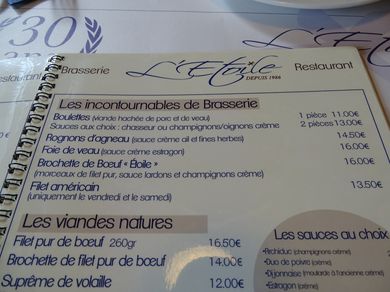 30
ans
Restaurant
Brasserie
L'Etoile
DEPUIS 1986
Restaurant
Les incontournables de Brasserie
Boulettes (viande hachée de porc et de veau) 1 pièce 11.00€
Sauces aux choix : chasseur ou champignons/oignons crème 2 pièces 13.00€
Rognons d'agneau (sauce crème ail et fines herbes) 14.50€
Foie de veau (sauce crème estragon) 16.00€
Brochette de Bœuf « Étoile » 16.00€
(morceaux de filet pur, sauce lardons et champignons crème)
Filet américain 13.50€
(uniquement le vendredi et le samedi)
Les viandes natures
Filet pur de bœuf 260gr 16.50€
Brochette de filet pur de bœuf 14.00€
Suprême de volaille 12.00€
Les sauces au choix
•Archiduc (champignons crème)
•Duo de poivre (crème)
•Dijonnaise (moutarde à l'ancienne crème)
•Estragon (crème)